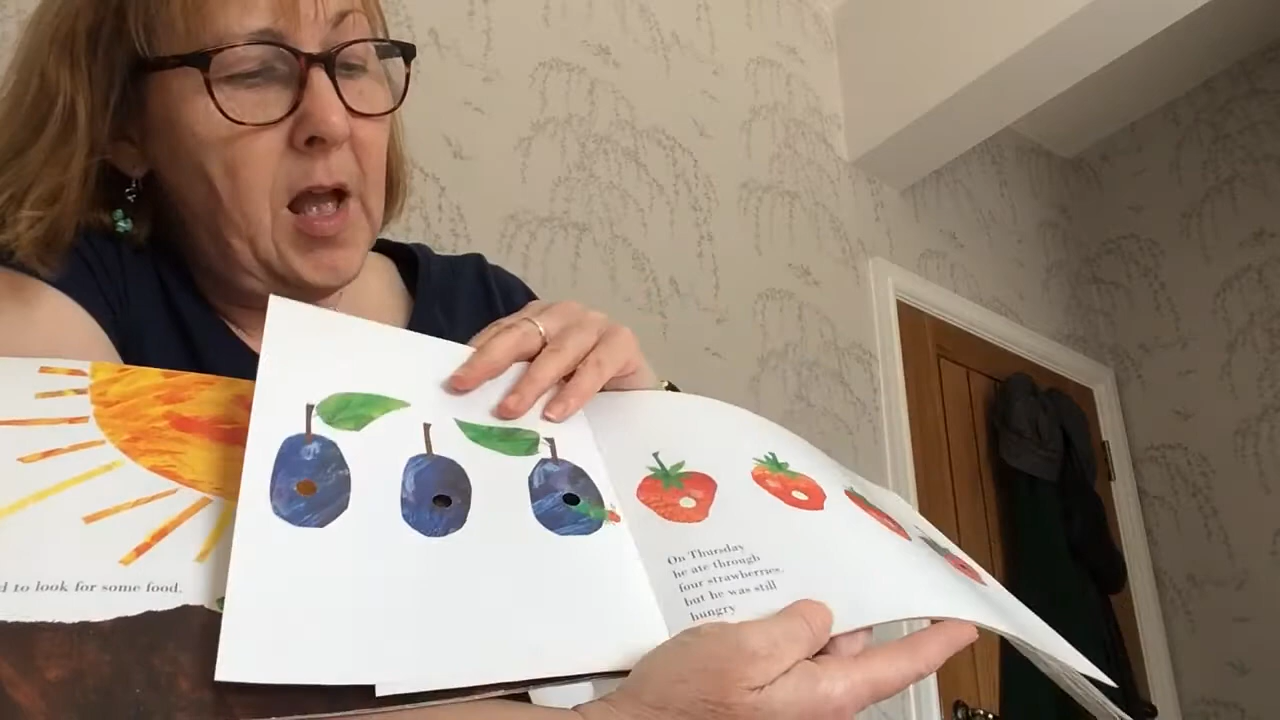 d to look for some food.
On Thursday
he ate through
four strawberries,
but he was still
hungry